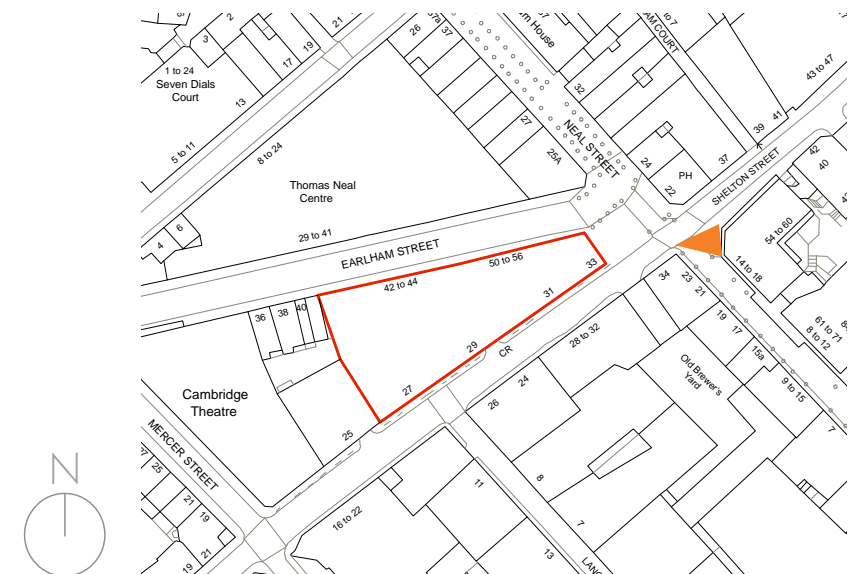 6
3
2
17
19
21
1 to 24
Seven Dials
Court
13
5 to 11
8 to 24
Thomas Neal
Centre
29 to 41
4
6
EARLHAM STREET
26
37
27
25A
32
NEAL STREET
24
22
PH
37
39
41
43 to 47
SHELTON STREET
42
40
54 to 60
14 to 18
61 to 71
8 to 12
50 to 56
42 to 44
33
31
29
27
25
CR
36
38
40
Cambridge
Theatre
MERCER STREET
27
25
21
19
21
19
34
23
21
19
17
15a
9 to 15
7
28 to 32
24
26
Old Brewer's
Yard
16 to 22
11
8
7
13
N